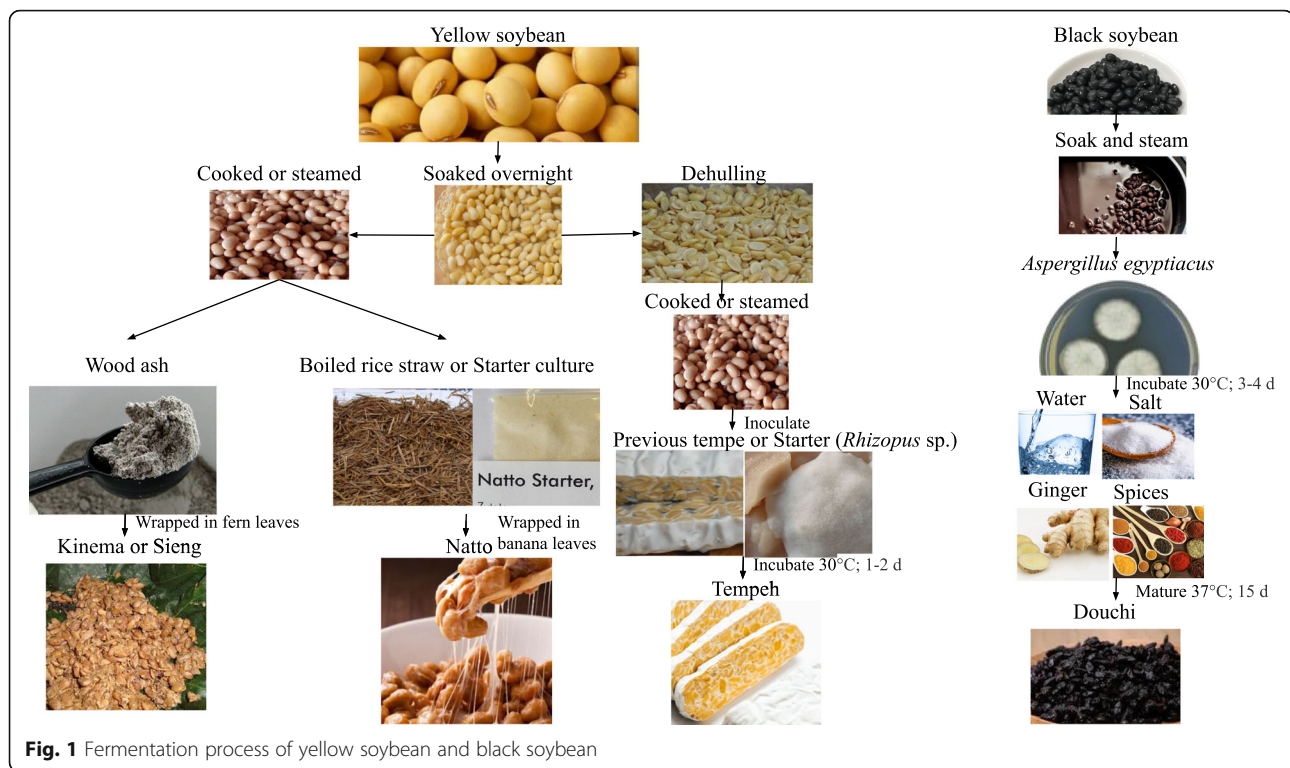 Yellow soybean
Black soybean
Cooked or steamed
Soaked overnight
Dehulling
Soak and steam
Aspergillus egyptiacus
Cooked or steamed
Wood ash
Boiled rice straw or Starter culture
Incubate 30°C; 3-4 d
Water
Salt
Inoculate
Previous tempe or Starter (Rhizopus sp.)
Natto Starter,
Ginger
Spices
Wrapped in fern leaves
Wrapped in
banana leaves
Kinema or Sieng
Natto
Incubate 30°C; 1-2 d
Tempeh
Mature 37°C; 15 d
Douchi
Fig. 1 Fermentation process of yellow soybean and black soybean